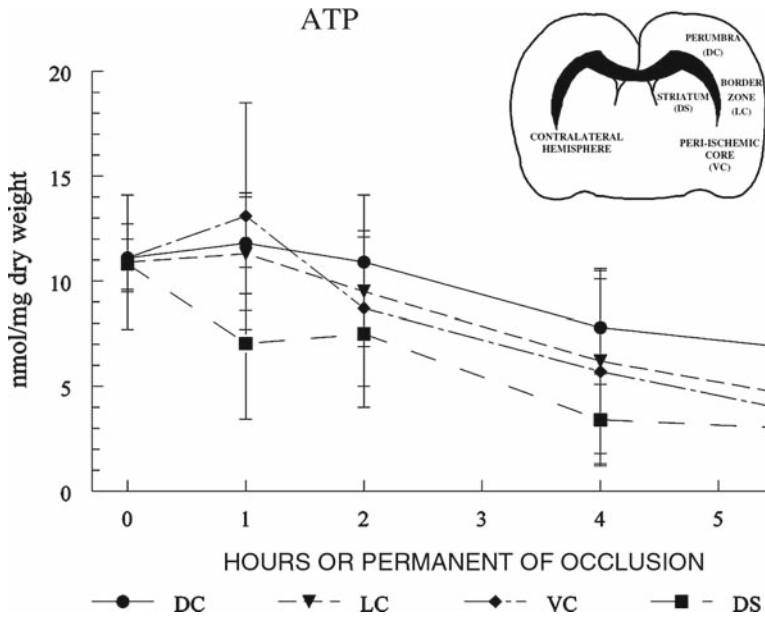 ATP
PERUMBRA
(DC)
BORDER
ZONE
(LC)
STRIATUM
(DS)
CONTRALATERAL
HEMISPHERE
PERI-ISCHEMIC
CORE
(VC)
nmol/mg dry weight
20
15
10
5
0
0 1 2 3 4 5
HOURS OR PERMANENT OF OCCLUSION
DC LC VC DS